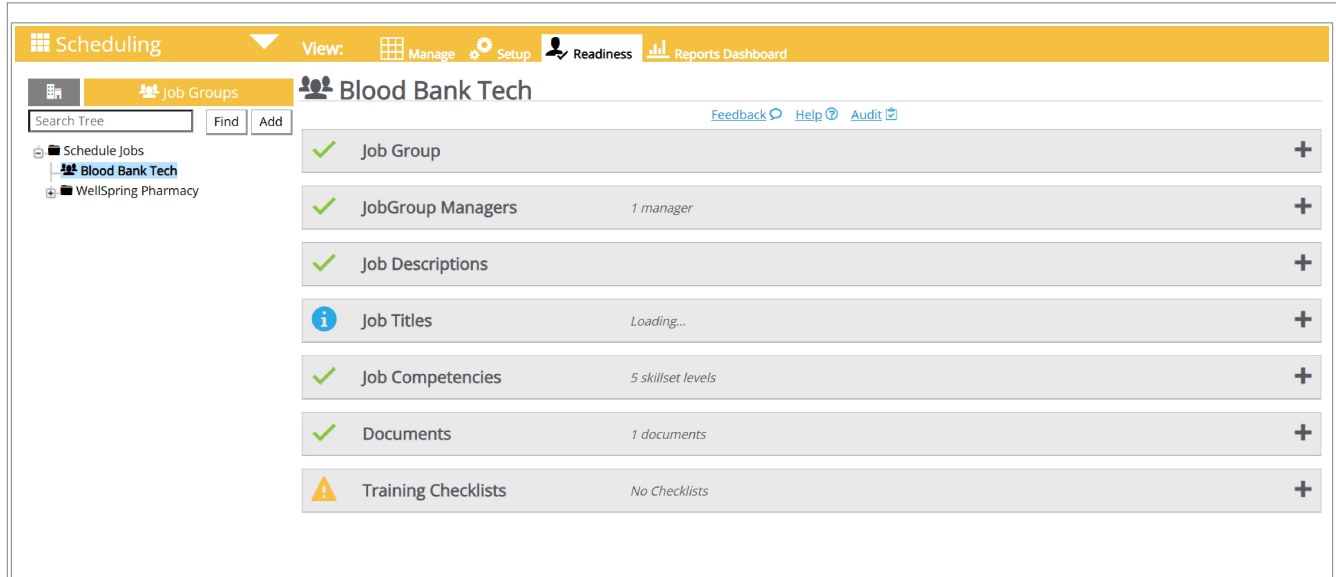 Scheduling View: Manage Setup Readiness Reports Dashboard
Job Groups
Search Tree Find Add
Schedule Jobs
Blood Bank Tech
WellSpring Pharmacy
Blood Bank Tech
Feedback Help Audit
Job Group
JobGroup Managers 1 manager
Job Descriptions
Job Titles Loading...
Job Competencies 5 skillset levels
Documents 1 documents
Training Checklists No Checklists